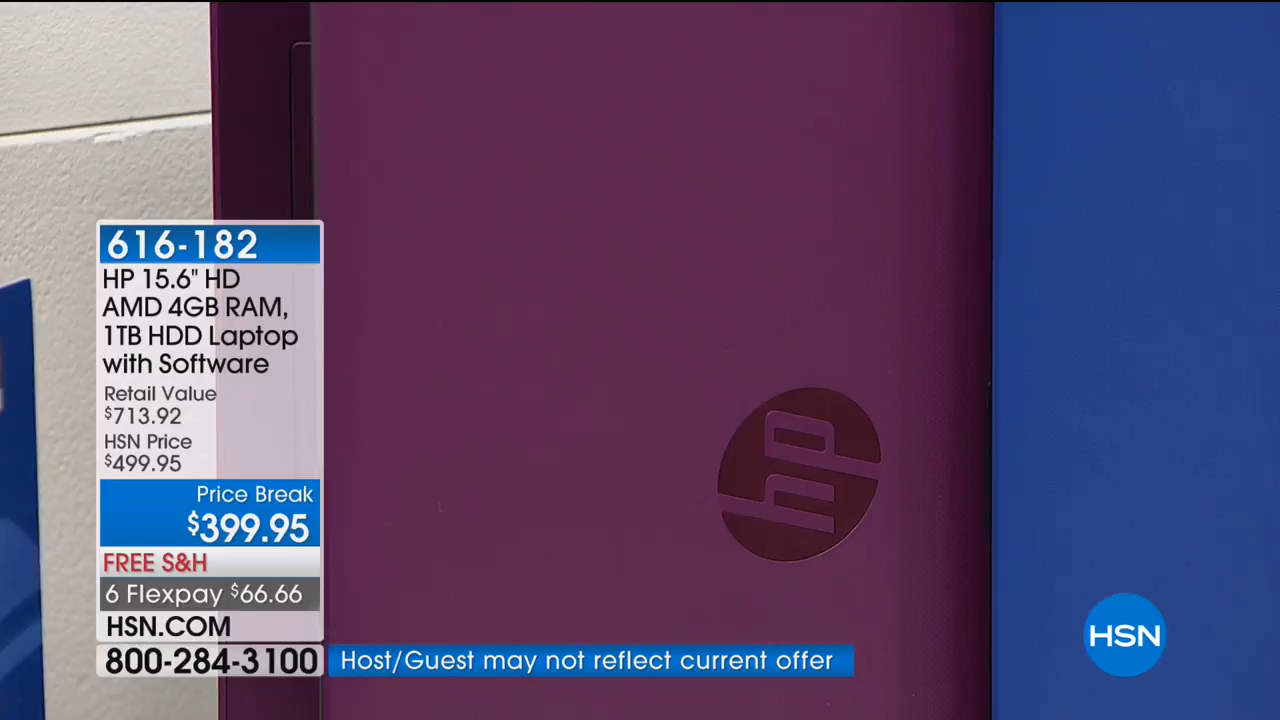 616-182
HP 15.6" HD
AMD 4GB RAM,
1TB HDD Laptop
with Software
Retail Value
$713.92
HSN Price
$499.95
Price Break
$399.95
FREE S&H
6 Flexpay $66.66
HSN.COM
800-284-3100
Host/Guest may not reflect current offer
hp
HSN